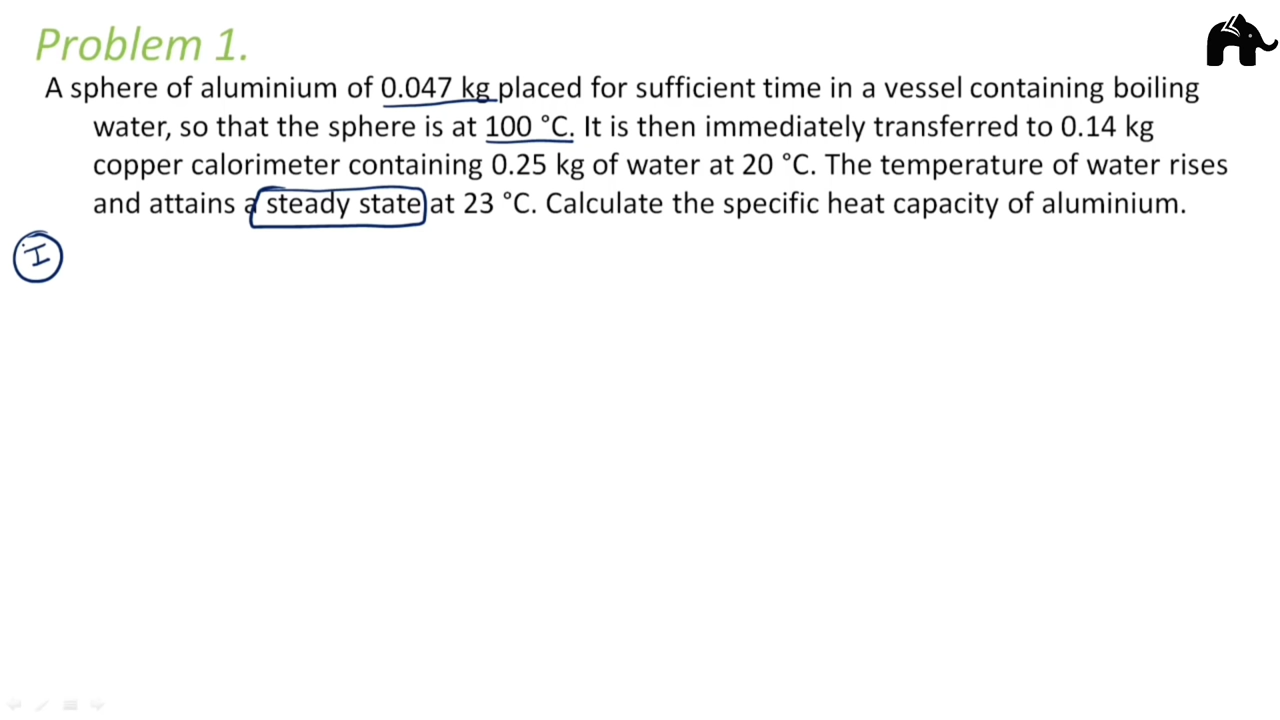 Problem 1.
A sphere of aluminium of 0.047 kg placed for sufficient time in a vessel containing boiling
water, so that the sphere is at 100 °C. It is then immediately transferred to 0.14 kg
copper calorimeter containing 0.25 kg of water at 20 °C. The temperature of water rises
and attains a steady state at 23 °C. Calculate the specific heat capacity of aluminium.
I